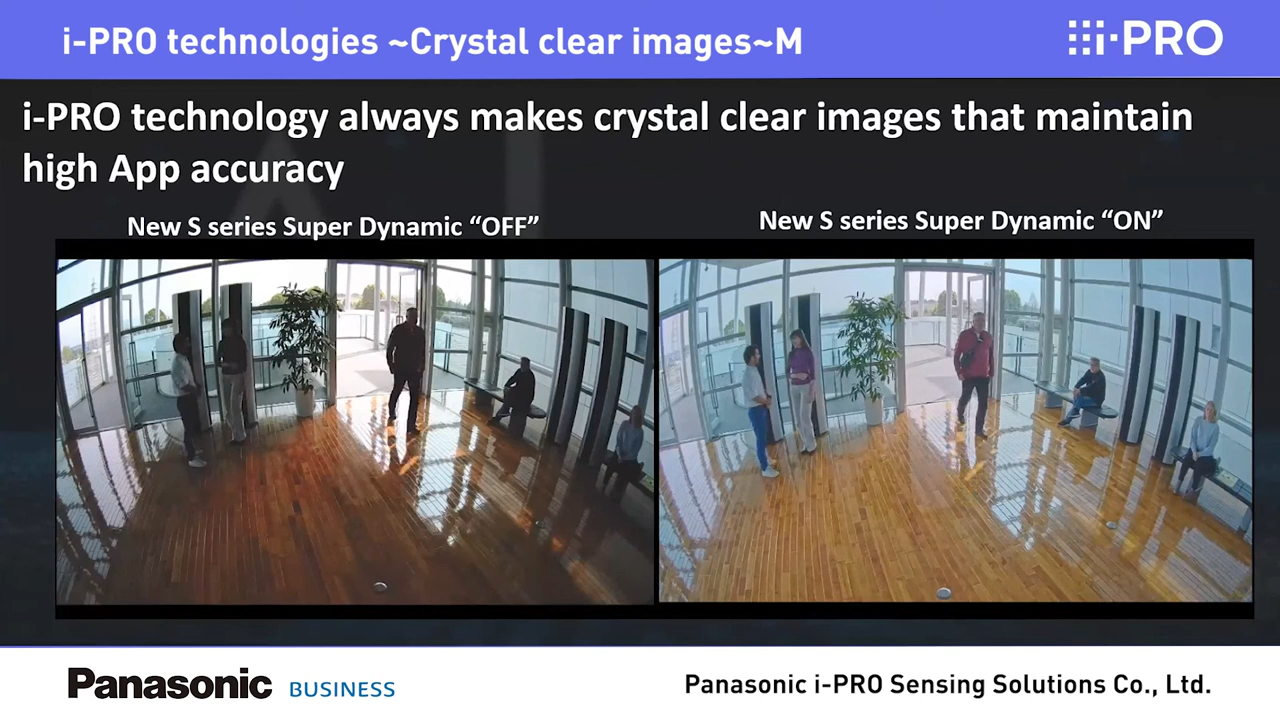 i-PRO technologies ~Crystal clear images~M
i-PRO
i-PRO technology always makes crystal clear images that maintain
high App accuracy
New S series Super Dynamic “OFF”
New S series Super Dynamic “ON”
Panasonic BUSINESS
Panasonic i-PRO Sensing Solutions Co., Ltd.